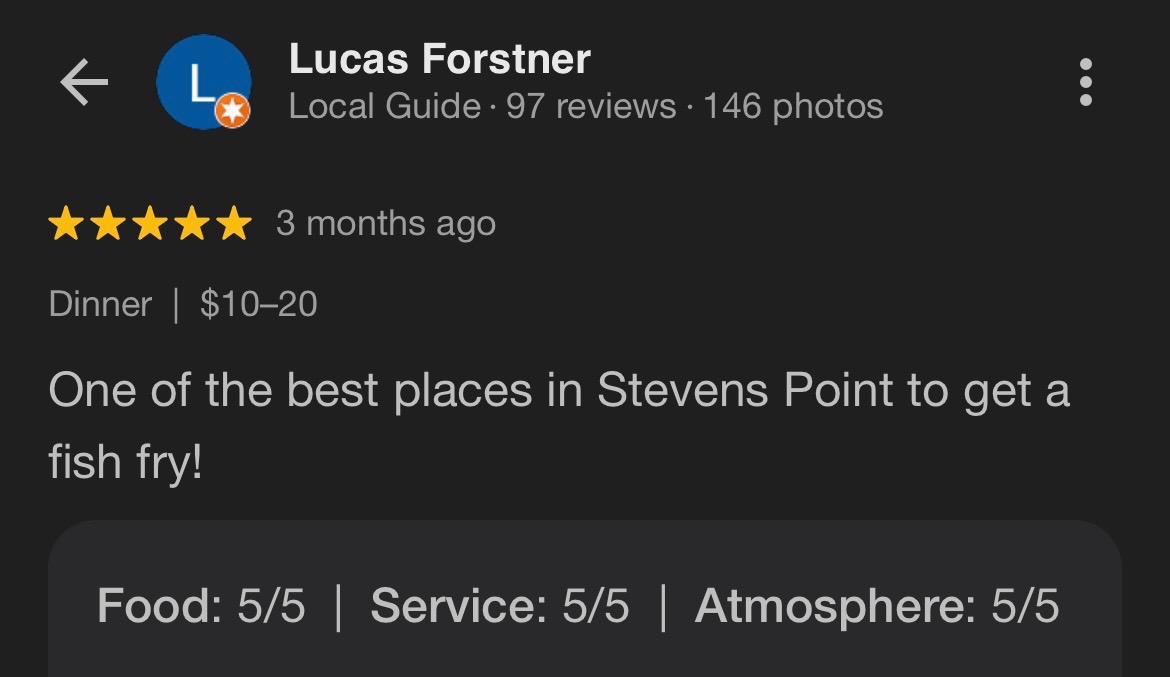 L
Lucas Forstner
Local Guide · 97 reviews · 146 photos
3 months ago
Dinner | $10–20
One of the best places in Stevens Point to get a
fish fry!
Food: 5/5 | Service: 5/5 | Atmosphere: 5/5